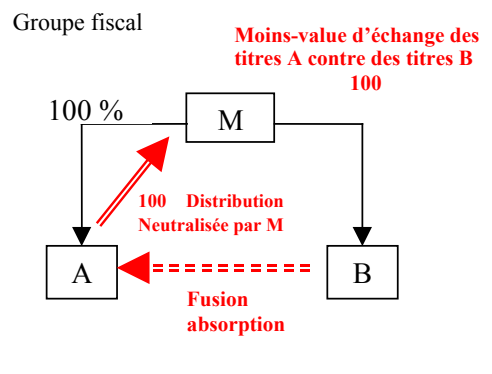 Groupe fiscal
Moins-value d’échange des
titres A contre des titres B
100
100 %
M
100 Distribution
Neutralisée par M
A
B
Fusion
absorption